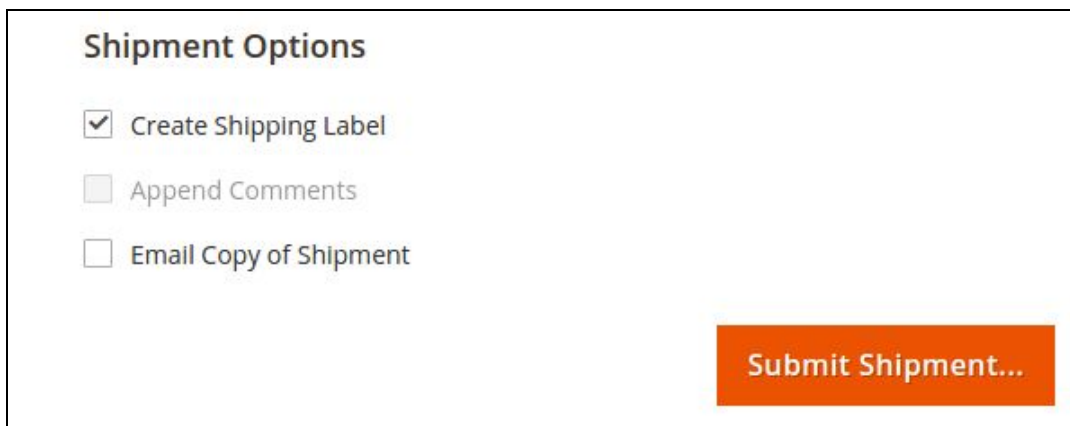 Shipment Options
Create Shipping Label
Append Comments
Email Copy of Shipment
Submit Shipment...